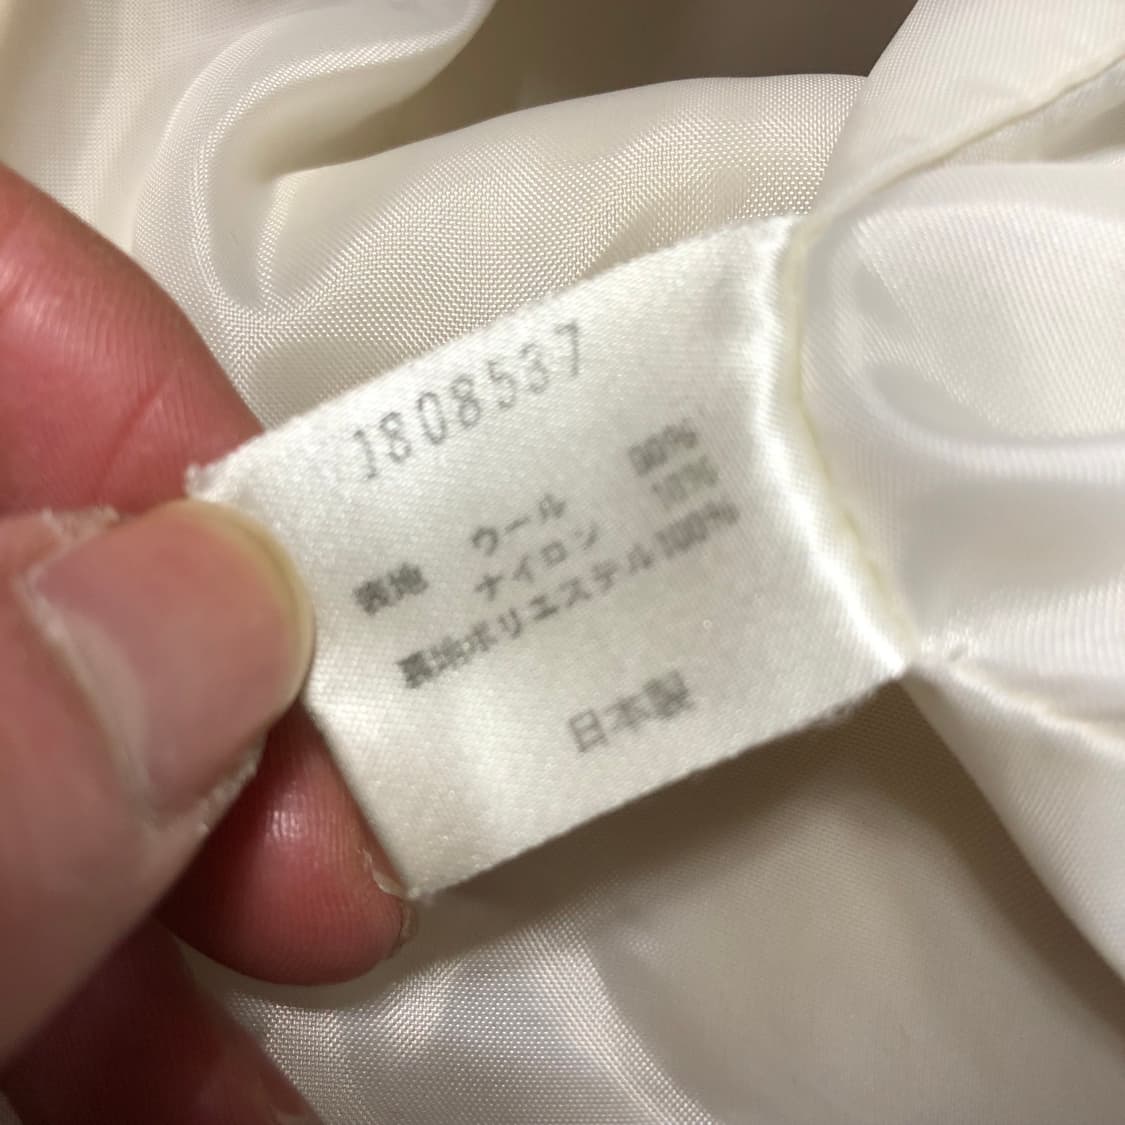 1808537
表地 ウール 90%
ナイロン 10%
裏地ポリエステル100%
日本製